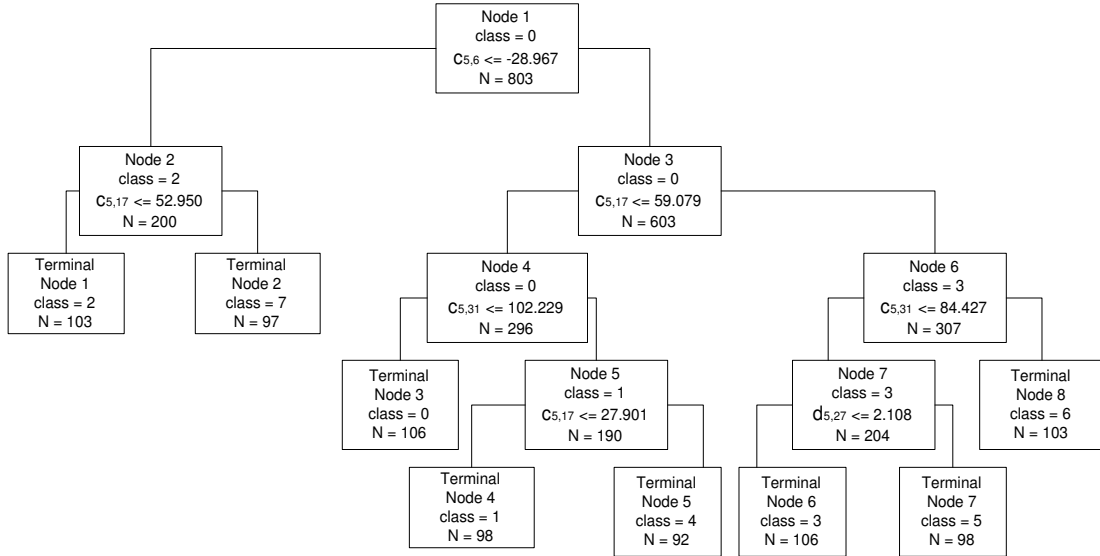 Node 1
class = 0
c5,6 <= -28.967
N = 803
Node 2
class = 2
c5,17 <= 52.950
N = 200
Node 3
class = 0
c5,17 <= 59.079
N = 603
Terminal
Node 1
class = 2
N = 103
Terminal
Node 2
class = 7
N = 97
Node 4
class = 0
c5,31 <= 102.229
N = 296
Node 6
class = 3
c5,31 <= 84.427
N = 307
Terminal
Node 3
class = 0
N = 106
Node 5
class = 1
c5,17 <= 27.901
N = 190
Node 7
class = 3
d5,27 <= 2.108
N = 204
Terminal
Node 8
class = 6
N = 103
Terminal
Node 4
class = 1
N = 98
Terminal
Node 5
class = 4
N = 92
Terminal
Node 6
class = 3
N = 106
Terminal
Node 7
class = 5
N = 98